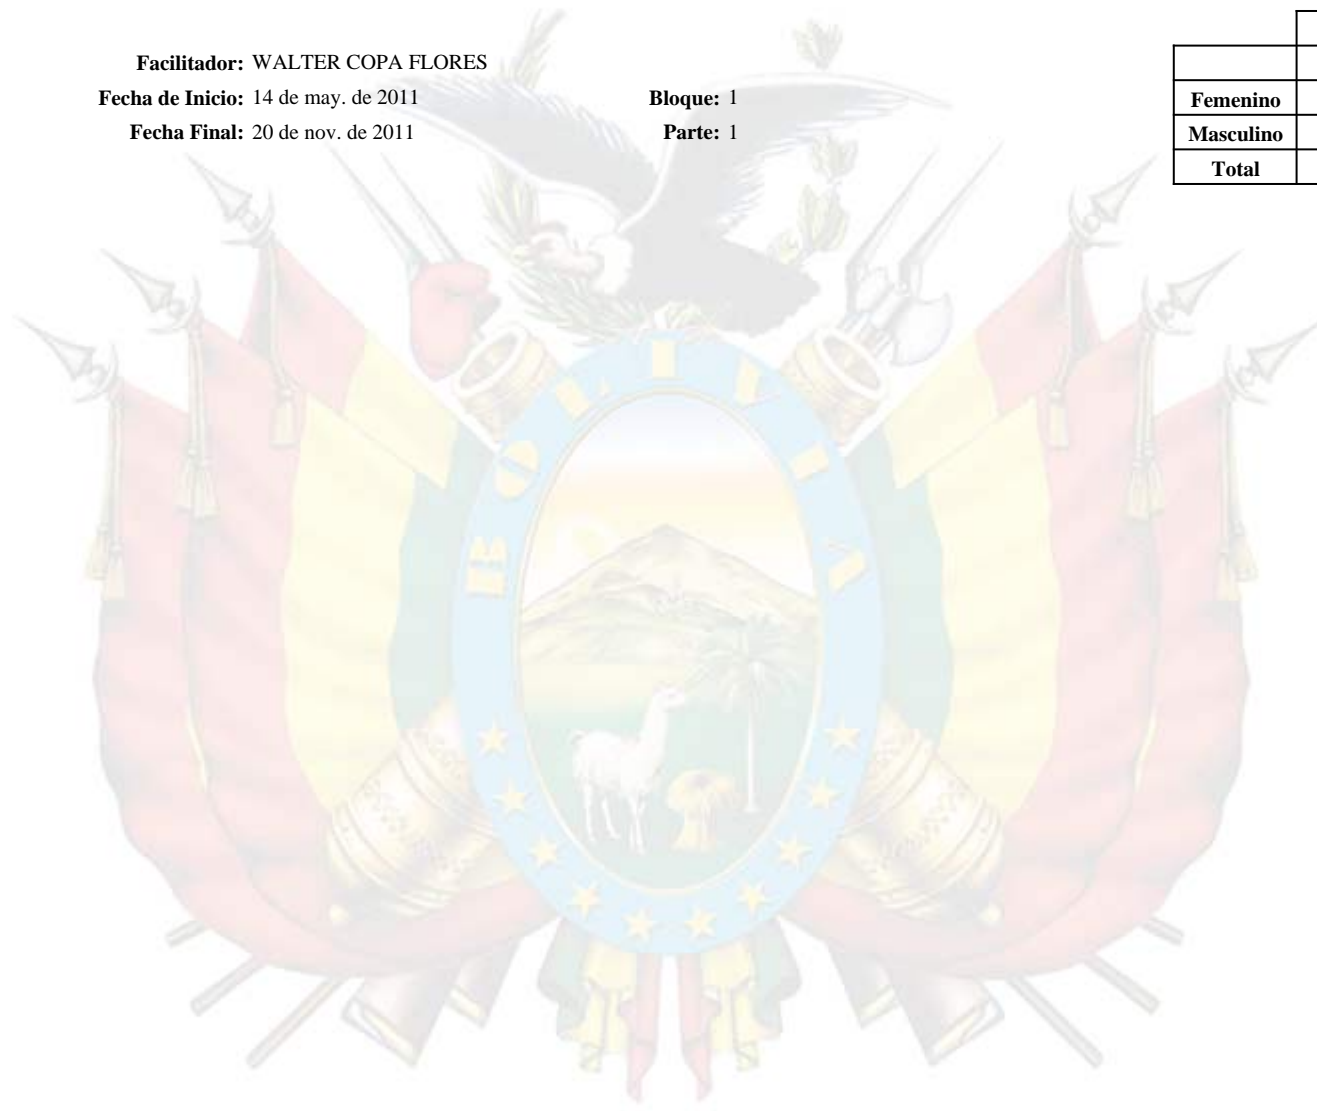 Facilitador: WALTER COPA FLORES
Fecha de Inicio: 14 de may. de 2011 Bloque: 1
Fecha Final: 20 de nov. de 2011 Parte: 1
Femenino
Masculino
Total
BOLIVIA